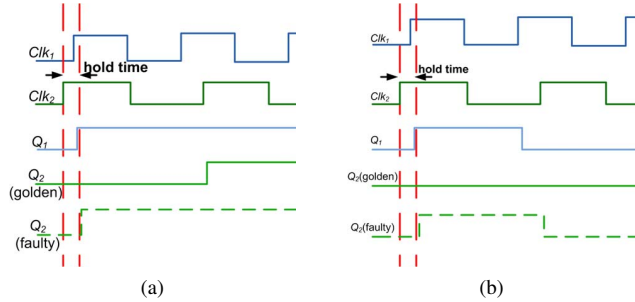 Clk1
hold time
Clk2
Q1
Q2
(golden)
Q2
(faulty)
(a)
Clk1
hold time
Clk2
Q1
Q2(golden)
Q2(faulty)
(b)